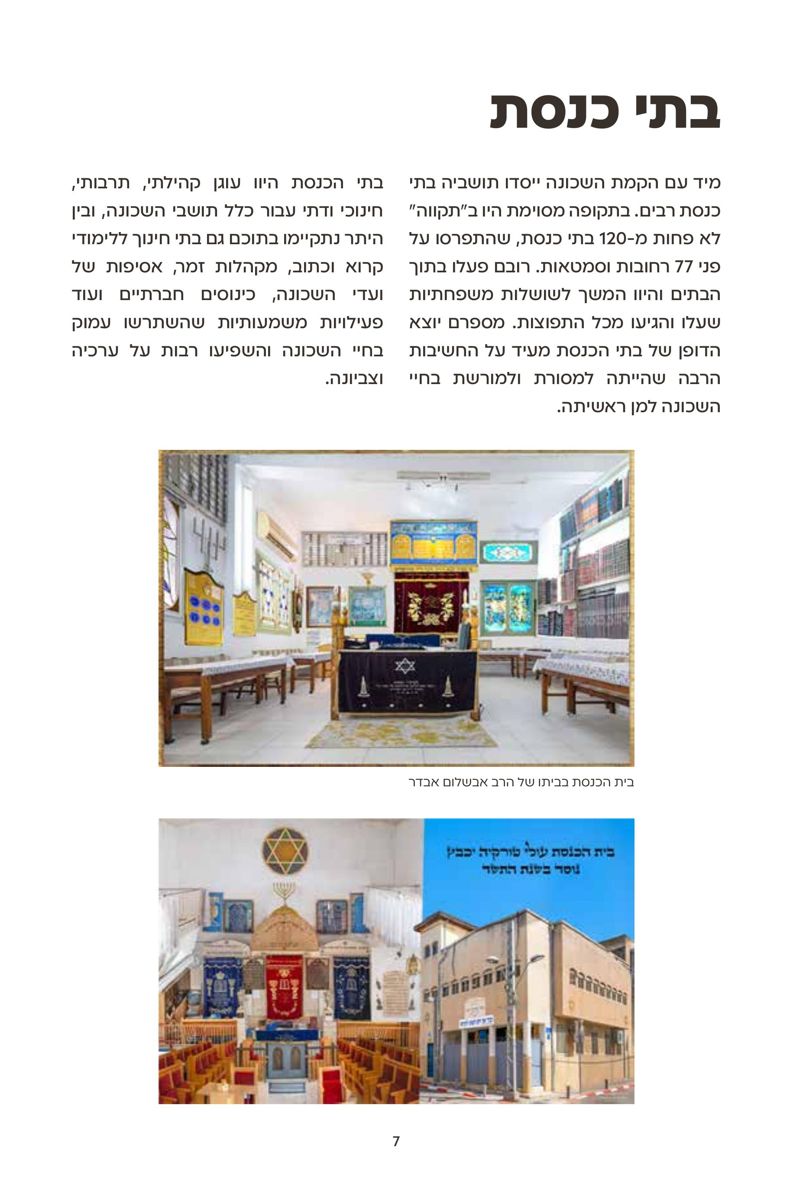 בתי כנסת
מיד עם הקמת השכונה ייסדו תושביה בתי
כנסת רבים. בתקופה מסוימת היו ב"תקווה"
לא פחות מ-120 בתי כנסת, שהתפרסו על
פני 77 רחובות וסמטאות. רובם פעלו בתוך
הבתים והיוו המשך לשושלות משפחתיות
שעלו והגיעו מכל התפוצות. מספרם יוצא
הדופן של בתי הכנסת מעיד על החשיבות
הרבה שהייתה למסורת ולמורשת בחיי
השכונה למן ראשיתה.
בתי הכנסת היוו עוגן קהילתי, תרבותי,
חינוכי ודתי עבור כלל תושבי השכונה, ובין
היתר נתקיימו בתוכם גם בתי חינוך ללימודי
קרוא וכתוב, מקהלות זמר, אסיפות של
ועדי השכונה, כינוסים חברתיים ועוד
פעילויות משמעותיות שהשתרשו עמוק
בחיי השכונה והשפיעו רבות על ערכיה
וצביונה.
בית הכנסת בביתו של הרב אבשלום אבדר
בית הכנסת עולי טורקיה יכבץ
נוסד בשנת התשד
7